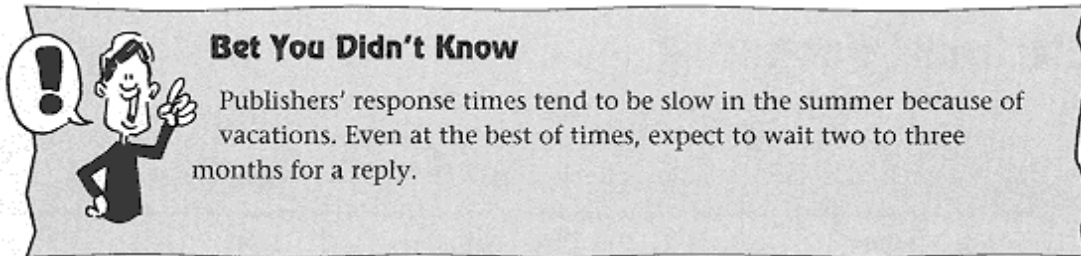 !
Bet You Didn't Know
Publishers' response times tend to be slow in the summer because of
vacations. Even at the best of times, expect to wait two to three
months for a reply.